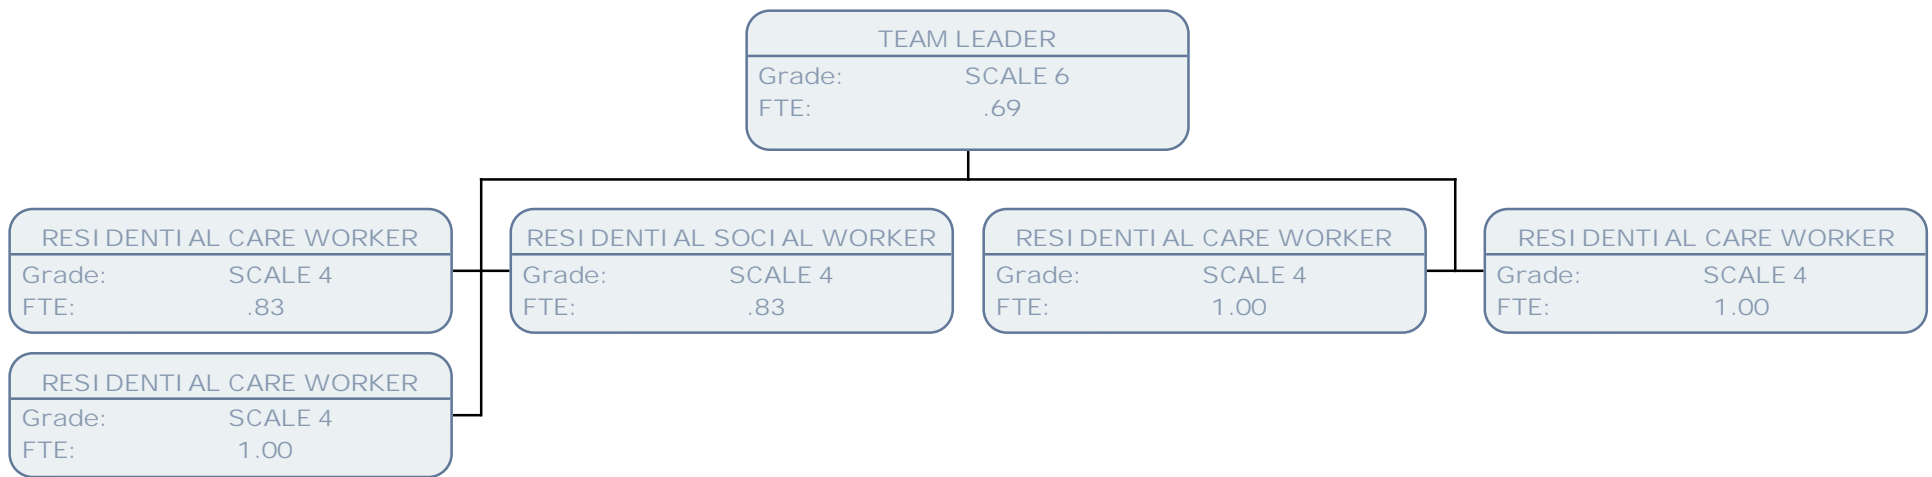 TEAM LEADER
Grade: SCALE 6
FTE: .69
RESIDENTIAL CARE WORKER
Grade: SCALE 4
FTE: .83
RESIDENTIAL SOCIAL WORKER
Grade: SCALE 4
FTE: .83
RESIDENTIAL CARE WORKER
Grade: SCALE 4
FTE: 1.00
RESIDENTIAL CARE WORKER
Grade: SCALE 4
FTE: 1.00
RESIDENTIAL CARE WORKER
Grade: SCALE 4
FTE: 1.00